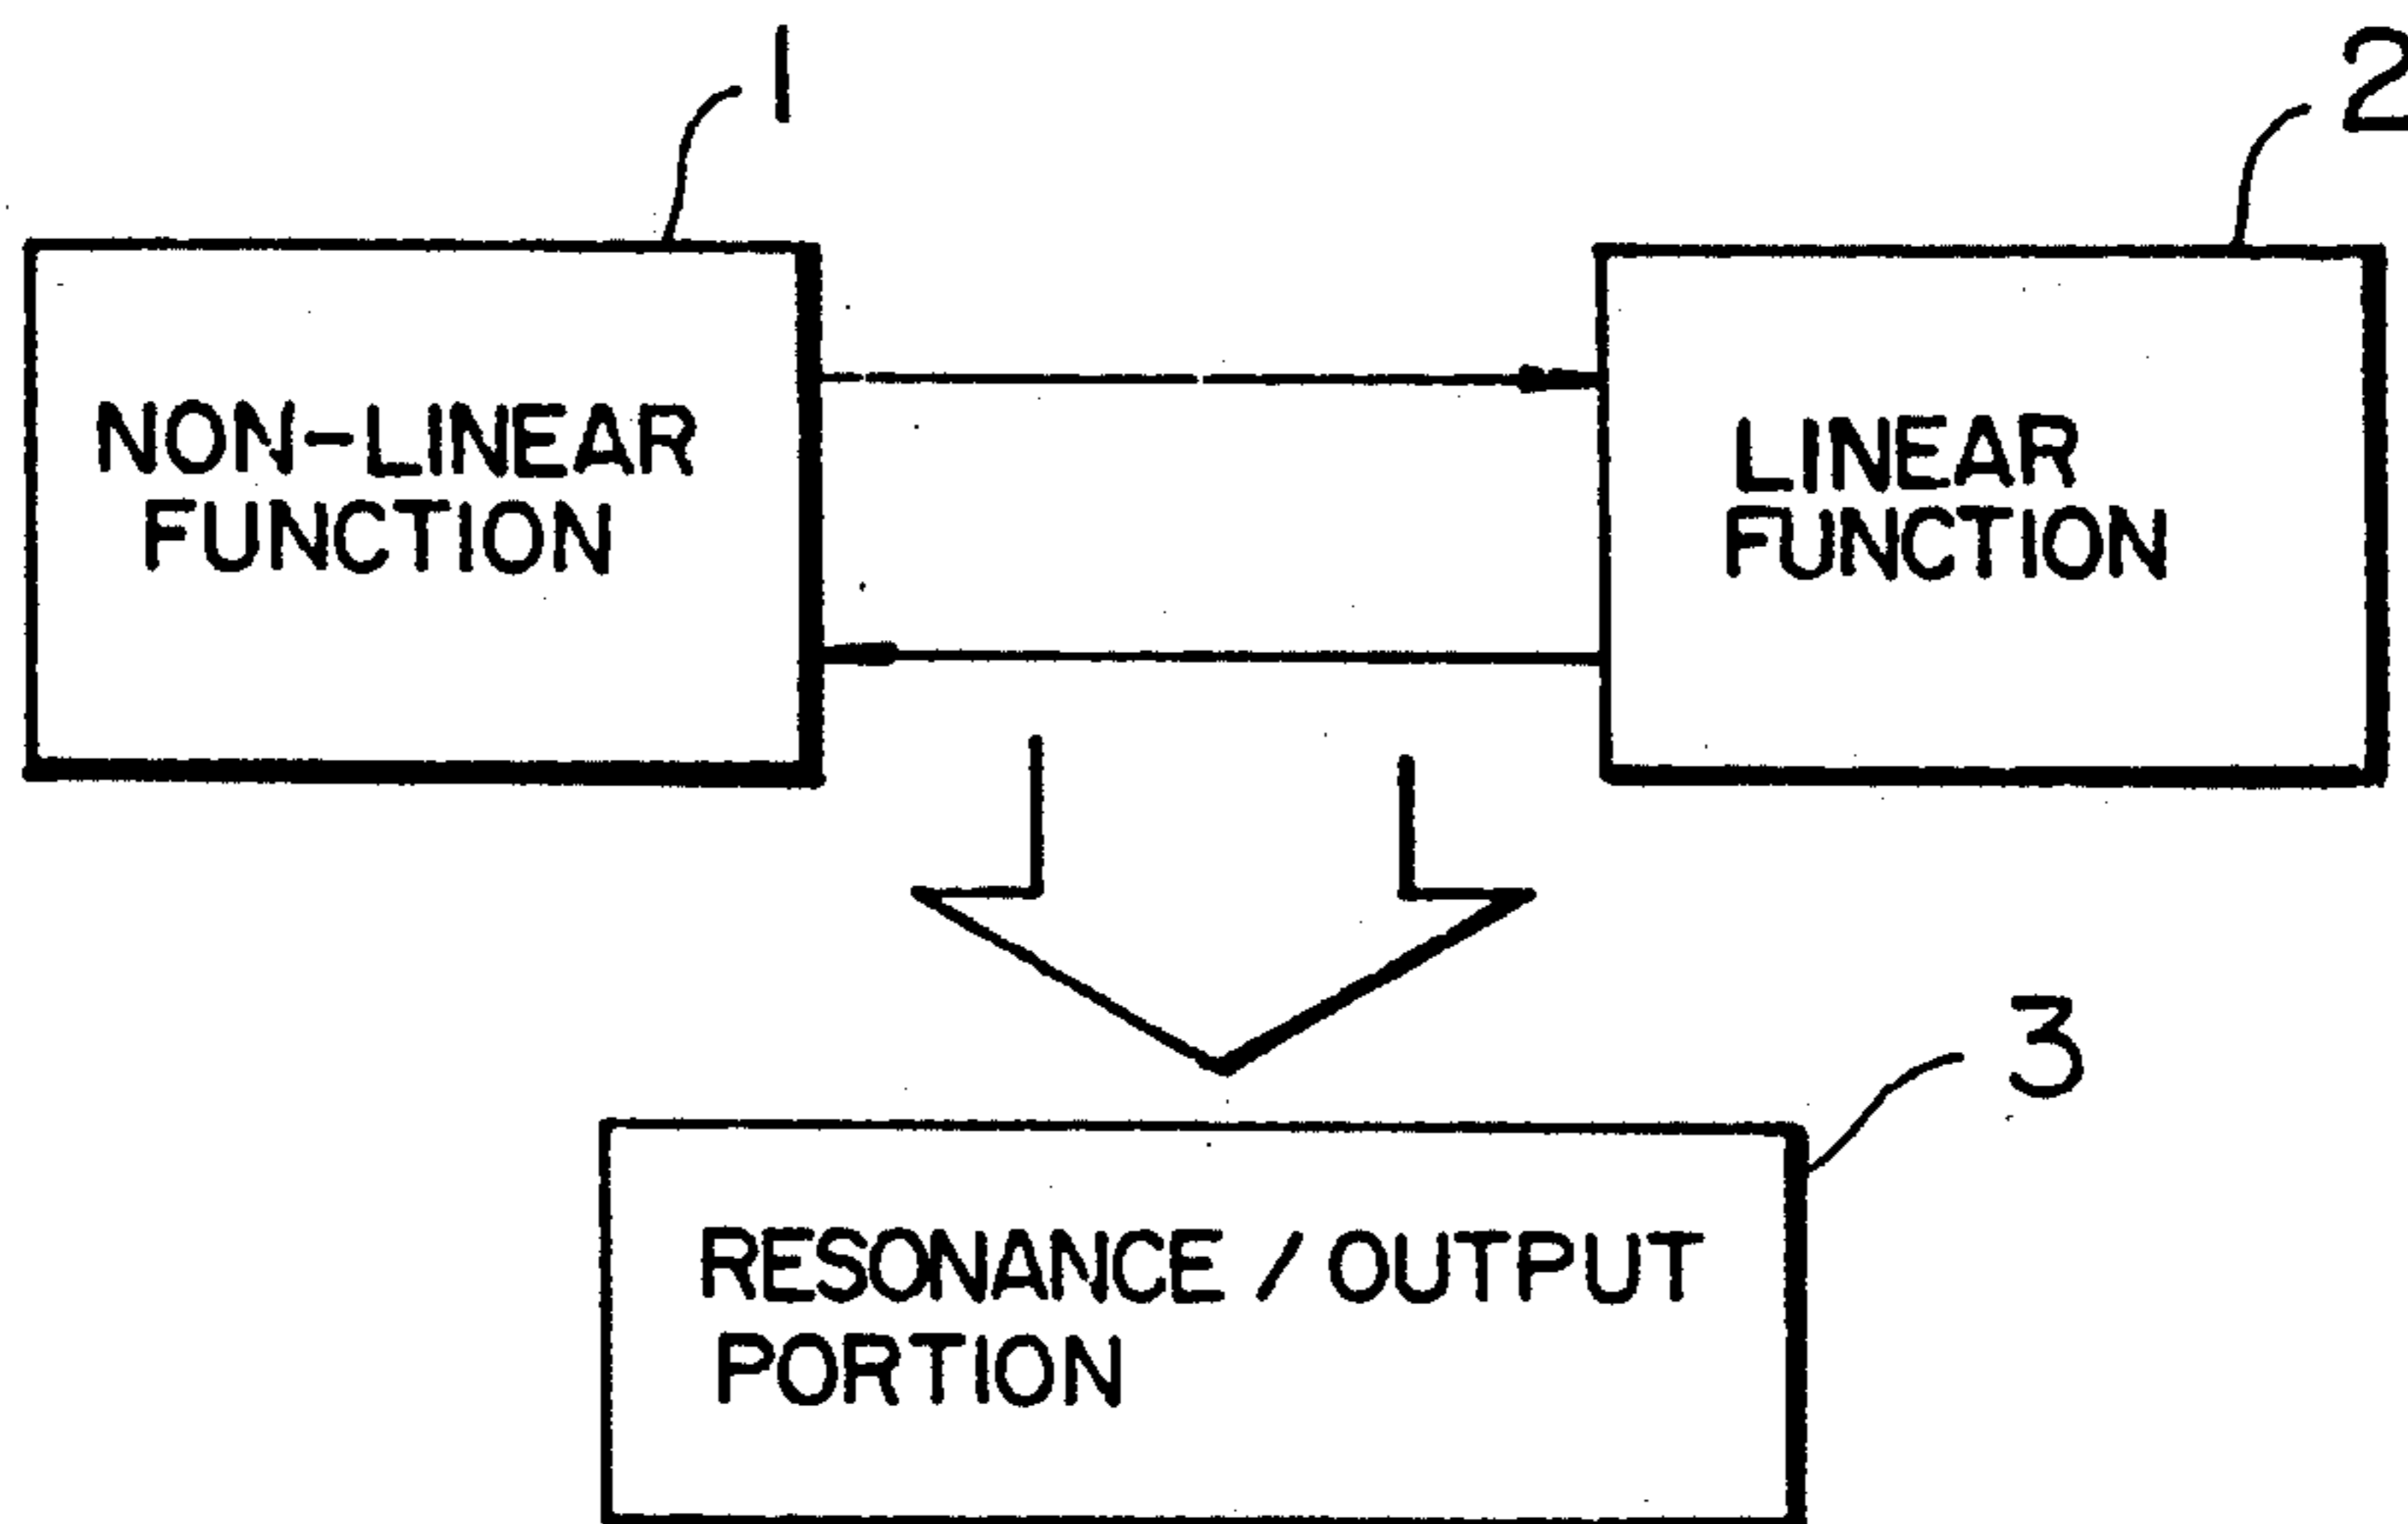 1
2
NON-LINEAR
FUNCTION
LINEAR
FUNCTION
3
RESONANCE / OUTPUT
PORTION